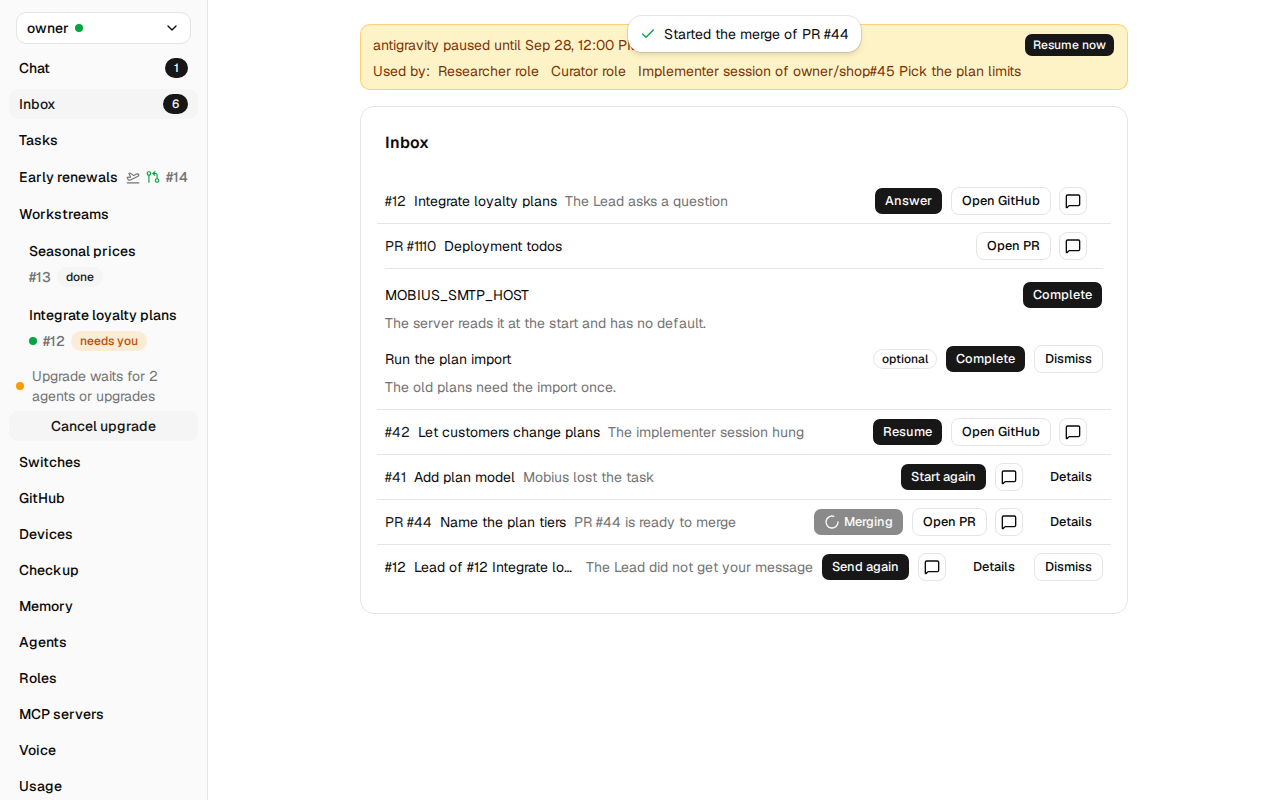 owner
Chat 1
Inbox 6
Tasks
Early renewals #14
Workstreams
Seasonal prices
#13 done
Integrate loyalty plans
#12 needs you
Upgrade waits for 2
agents or upgrades
Cancel upgrade
Switches
GitHub
Devices
Checkup
Memory
Agents
Roles
MCP servers
Voice
Usage
Started the merge of PR #44
antigravity paused until Sep 28, 12:00
Resume now
Used by: Researcher role Curator role Implementer session of owner/shop#45 Pick the plan limits
Inbox
#12 Integrate loyalty plans The Lead asks a question Answer Open GitHub
PR #1110 Deployment todos Open PR
MOBIUS_SMTP_HOST Complete
The server reads it at the start and has no default.
Run the plan import optional Complete Dismiss
The old plans need the import once.
#42 Let customers change plans The implementer session hung Resume Open GitHub
#41 Add plan model Mobius lost the task Start again Details
PR #44 Name the plan tiers PR #44 is ready to merge Merging Open PR Details
#12 Lead of #12 Integrate lo... The Lead did not get your message Send again Details Dismiss